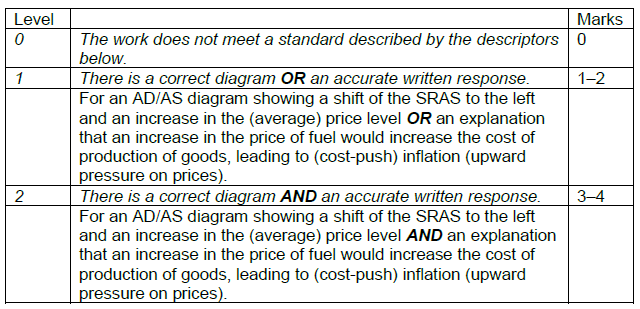 Level Marks
0 The work does not meet a standard described by the descriptors 0
below.
1 There is a correct diagram OR an accurate written response. 1–2
For an AD/AS diagram showing a shift of the SRAS to the left
and an increase in the (average) price level OR an explanation
that an increase in the price of fuel would increase the cost of
production of goods, leading to (cost-push) inflation (upward
pressure on prices).
2 There is a correct diagram AND an accurate written response. 3–4
For an AD/AS diagram showing a shift of the SRAS to the left
and an increase in the (average) price level AND an explanation
that an increase in the price of fuel would increase the cost of
production of goods, leading to (cost-push) inflation (upward
pressure on prices).